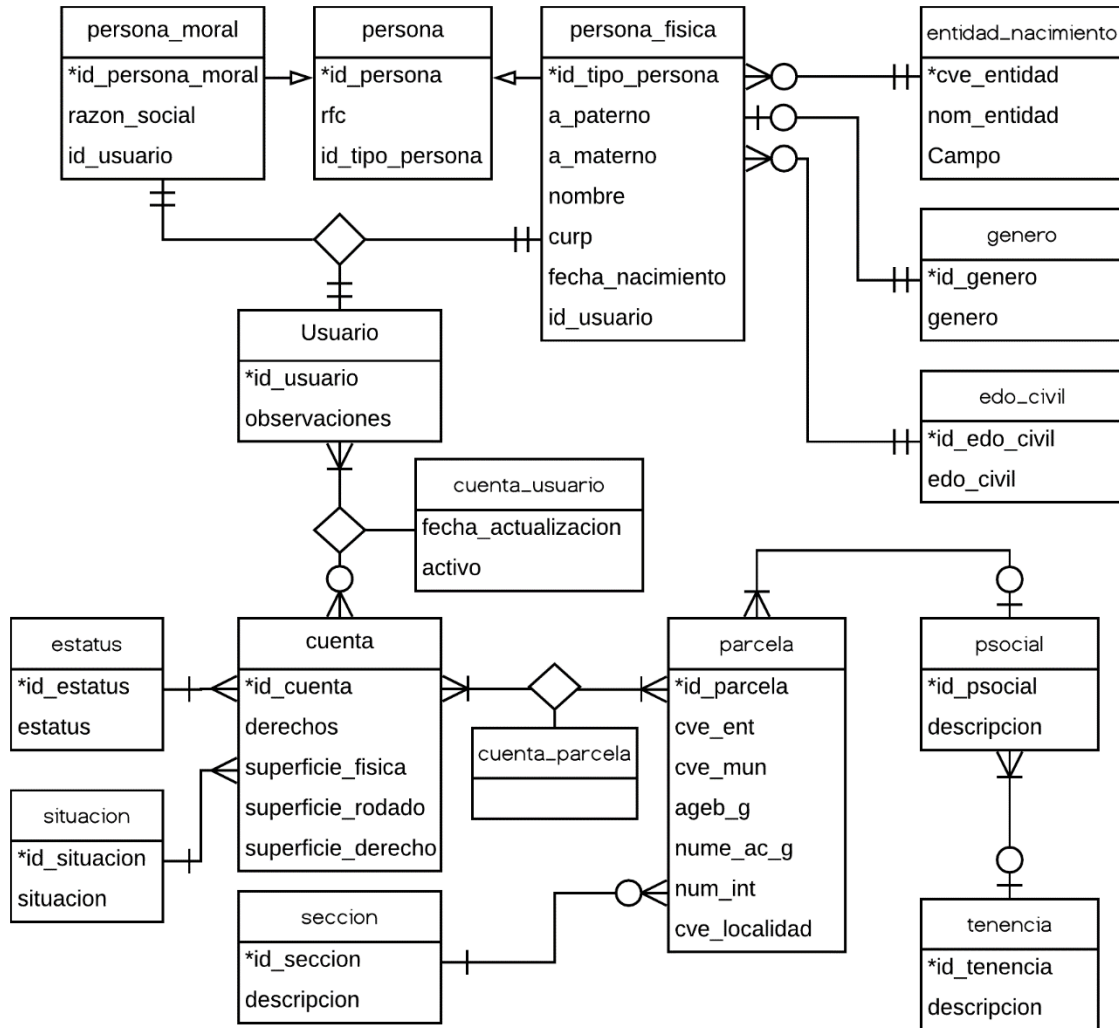 persona_moral
*id_persona_moral
razon_social
id_usuario
persona
*id_persona
rfc
id_tipo_persona
persona_fisica
*id_tipo_persona
a_paterno
a_materno
nombre
curp
fecha_nacimiento
id_usuario
entidad_nacimiento
*cve_entidad
nom_entidad
Campo
genero
*id_genero
genero
edo_civil
*id_edo_civil
edo_civil
Usuario
*id_usuario
observaciones
cuenta_usuario
fecha_actualizacion
activo
estatus
*id_estatus
estatus
situacion
*id_situacion
situacion
cuenta
*id_cuenta
derechos
superficie_fisica
superficie_rodado
superficie_derecho
cuenta_parcela
parcela
*id_parcela
cve_ent
cve_mun
ageb_g
nume_ac_g
num_int
cve_localidad
psocial
*id_psocial
descripcion
seccion
*id_seccion
descripcion
tenencia
*id_tenencia
descripcion